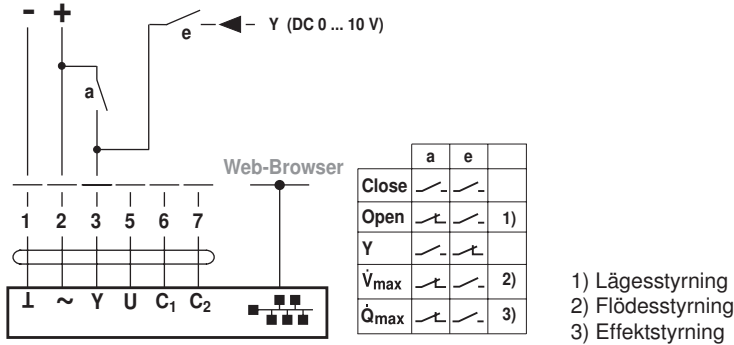 - +
Y (DC 0 ... 10 V)
e
a
Web-Browser
1 2 3 5 6 7
⊥ ~ Y U C₁ C₂
a e
Close
Open 1)
Y
V̇max 2)
Q̇max 3)
1) Lägesstyrning
2) Flödesstyrning
3) Effektstyrning